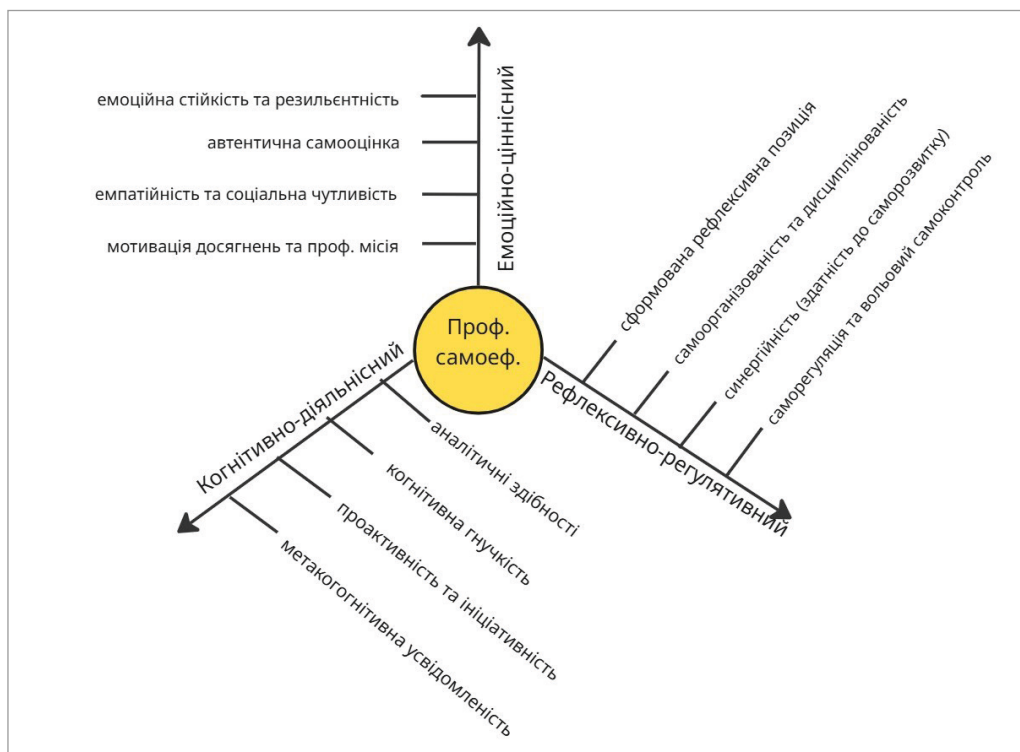 емоційна стійкість та резильєнтність
автентична самооцінка
емпатійність та соціальна чутливість
мотивація досягнень та проф. місія
Емоційно-ціннісний
Проф.
самоеф.
сформована рефлексивна позиція
самоорганізованість та дисциплінованість
синергійність (здатність до саморозвитку)
саморегуляція та вольовий самоконтроль
Рефлексивно-регулятивний
Когнітивно-діяльнісний
аналітичні здібності
когнітивна гнучкість
проактивність та ініціативність
метакогогнітивна усвідомленість